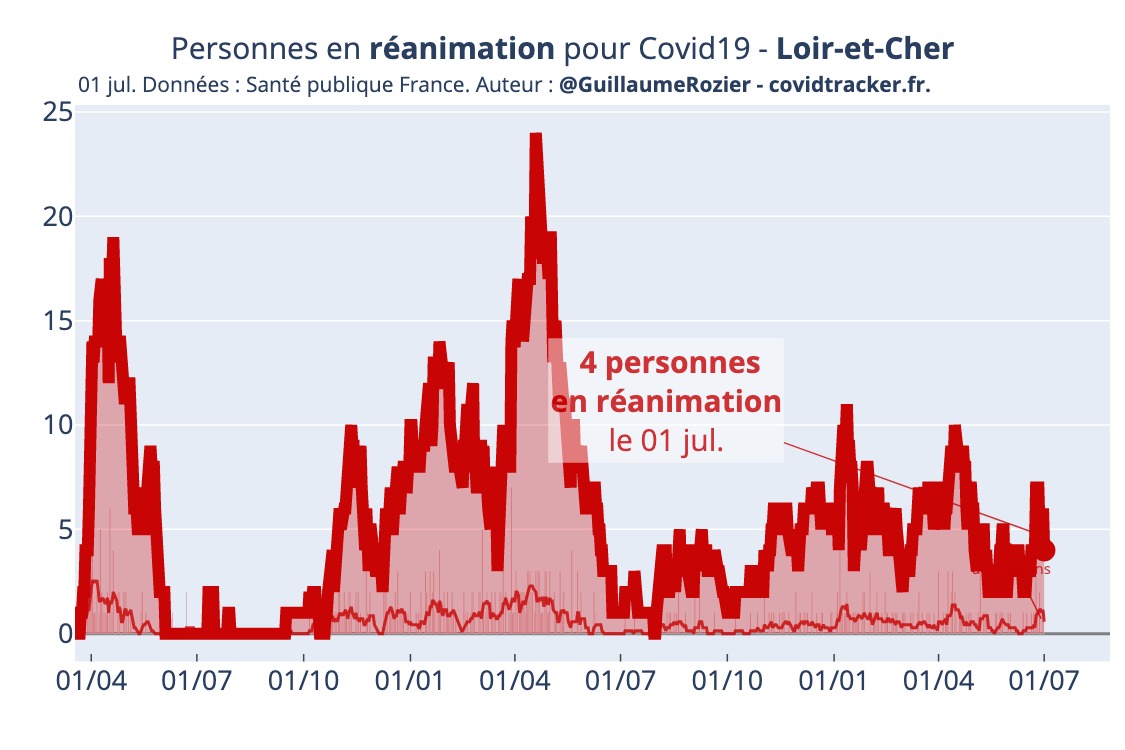 Personnes en réanimation pour Covid19 - Loir-et-Cher
01 jul. Données : Santé publique France. Auteur : @GuillaumeRozier - covidtracker.fr.
25
20
15
10
5
0
4 personnes
en réanimation
le 01 jul.
01/04 01/07 01/10 01/01 01/04 01/07 01/10 01/01 01/04 01/07